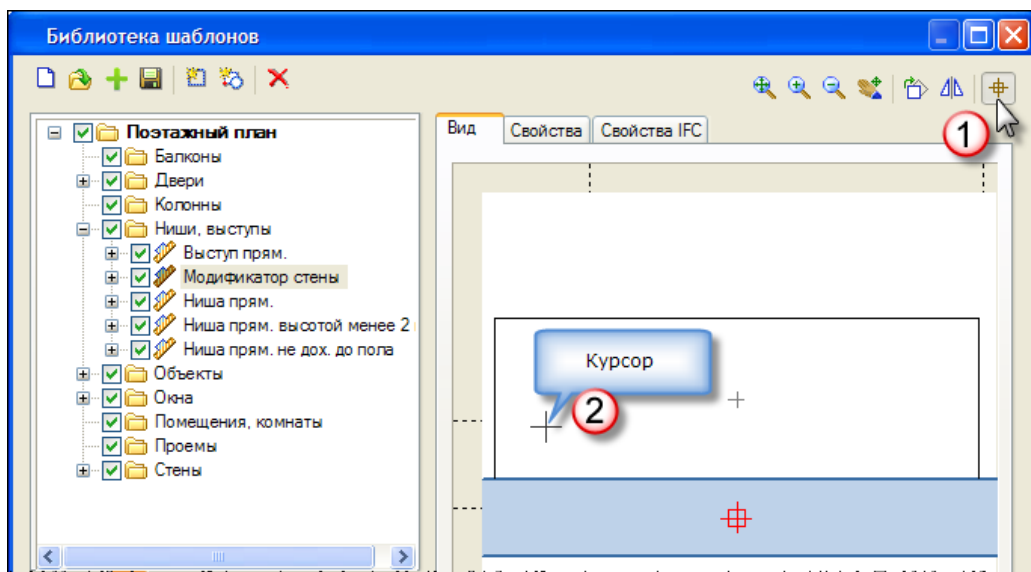 Библиотека шаблонов
Вид
Свойства
Свойства IFC
1
Поэтажный план
Балконы
Двери
Колонны
Ниши, выступы
Выступ прям.
Модификатор стены
Ниша прям.
Ниша прям. высотой менее 2
Ниша прям. не дох. до пола
Объекты
Окна
Помещения, комнаты
Проемы
Стены
Курсор
2